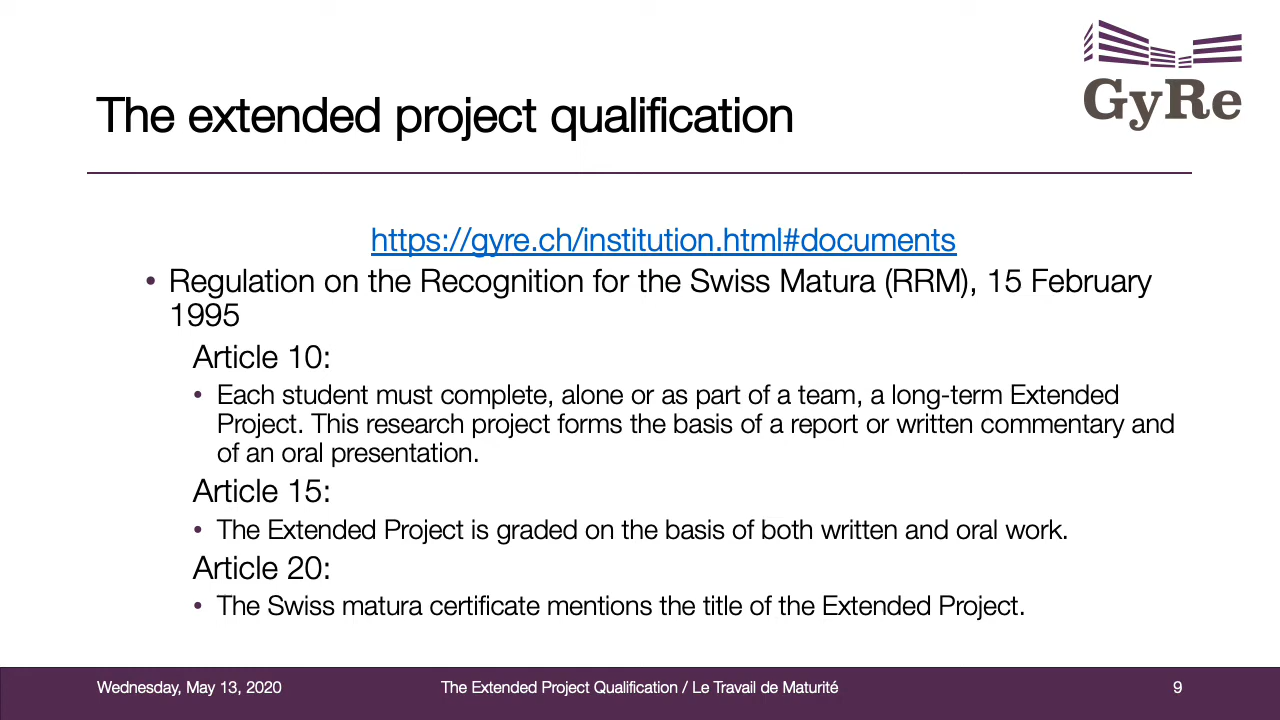 GyRe
The extended project qualification
https://gyre.ch/institution.html#documents
• Regulation on the Recognition for the Swiss Matura (RRM), 15 February
1995
Article 10:
• Each student must complete, alone or as part of a team, a long-term Extended
Project. This research project forms the basis of a report or written commentary and
of an oral presentation.
Article 15:
• The Extended Project is graded on the basis of both written and oral work.
Article 20:
• The Swiss matura certificate mentions the title of the Extended Project.
Wednesday, May 13, 2020
The Extended Project Qualification / Le Travail de Maturité
9